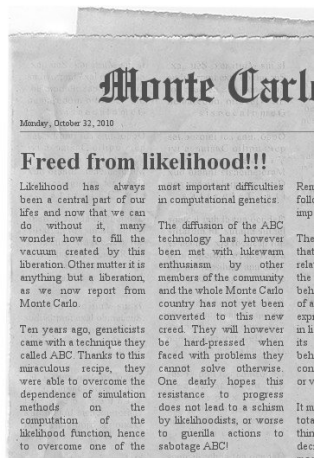 Monte Carlo
Monday, October 32, 2010
Freed from likelihood!!!
Likelihood has always
been a central part of our
lifes and now that we can
do without it, many
wonder how to fill the
vacuum created by this
liberation. Other mutter it is
anything but a liberation,
as we now report from
Monte Carlo.
Ten years ago, geneticists
came with a technique they
called ABC. Thanks to this
miraculous recipe, they
were able to overcome the
dependence of simulation
methods on the
computation of the
likelihood function, hence
to overcome one of the
most important difficulties
in computational genetics.
The diffusion of the ABC
technology has however
been met with lukewarm
enthusiasm by other
members of the community
and the whole Monte Carlo
country has not yet been
converted to this new
creed. They will however
be hard-pressed when
faced with problems they
cannot solve otherwise.
One dearly hopes this
resistance to progress
does not lead to a schism
by likelihoodists, or worse
to guerilla actions to
sabotage ABC!